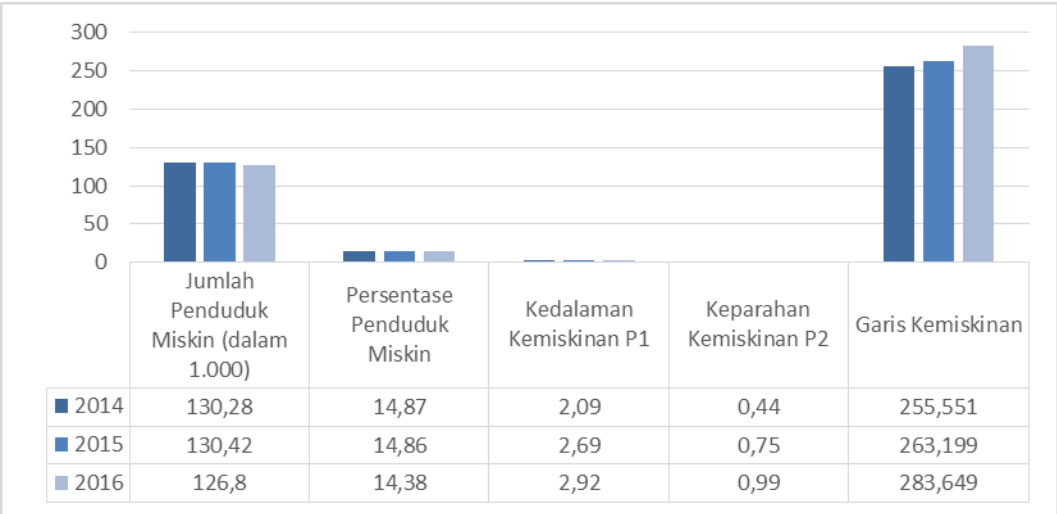 300
250
200
150
100
50
0
Jumlah
Penduduk
Miskin (dalam
1.000)
Persentase
Penduduk
Miskin
Kedalaman
Kemiskinan P1
Keparahan
Kemiskinan P2
Garis Kemiskinan
2014 130,28 14,87 2,09 0,44 255,551
2015 130,42 14,86 2,69 0,75 263,199
2016 126,8 14,38 2,92 0,99 283,649